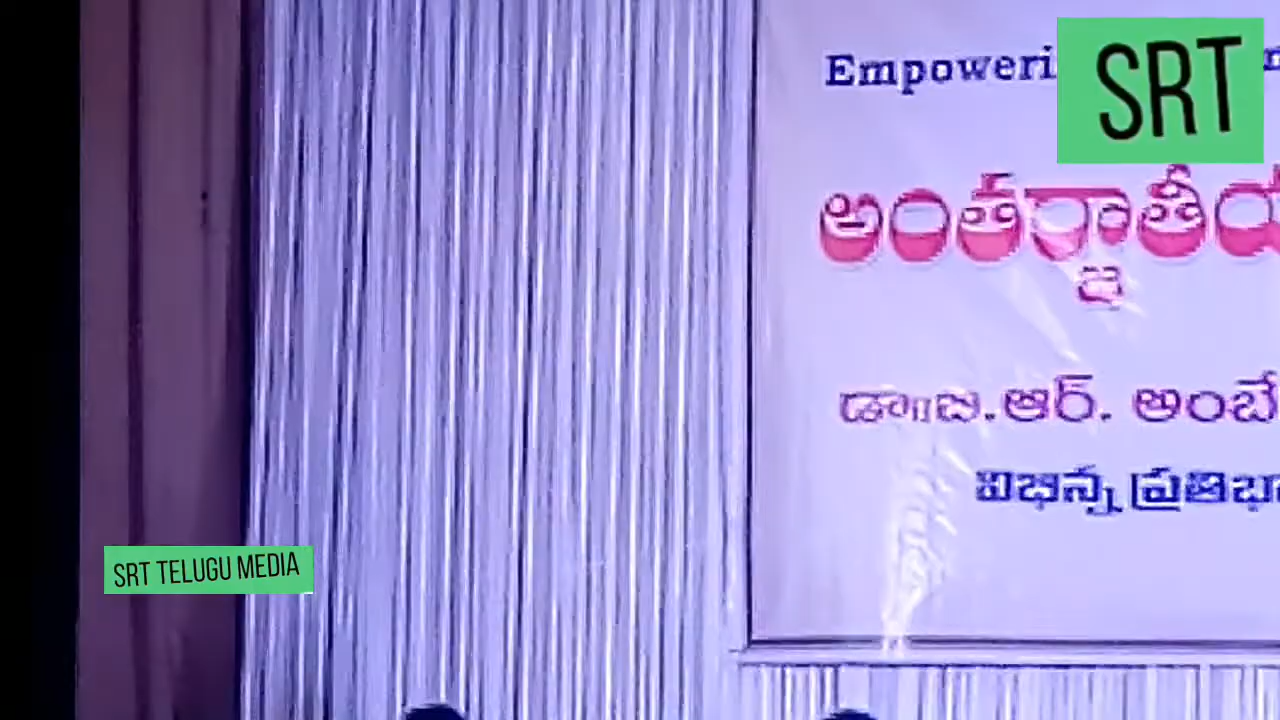 Empoweri
SRT
అంతర్జాతీయ
డా॥బి.ఆర్. అంబే
విభిన్న ప్రతిభా
SRT TELUGU MEDIA